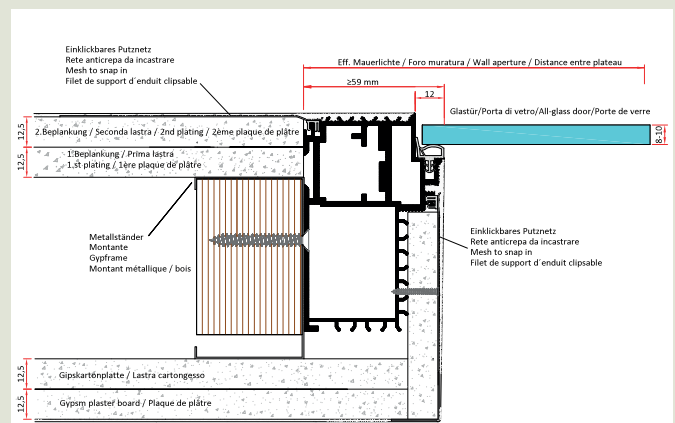 Einklickbares Putznetz
Rete anticrepa da incastrare
Mesh to snap in
Filet de support d´enduit clipsable
Eff. Mauerlichte / Foro muratura / Wall aperture / Distance entre plateau
≥59 mm
12
Glastür/Porta di vetro/All-glass door/Porte de verre
8-10
12,5
2.Beplankung / Seconda lastra / 2nd plating / 2ème plaque de plâtre
12,5
1.Beplankung / Prima lastra
1.st plating / 1ère plaque de plâtre
Metallständer
Montante
Gypframe
Montant métallique / bois
Einklickbares Putznetz
Rete anticrepa da incastrare
Mesh to snap in
Filet de support d´enduit clipsable
12,5
Gipskartonplatte / Lastra cartongesso
12,5
Gypsm plaster board / Plaque de plâtre